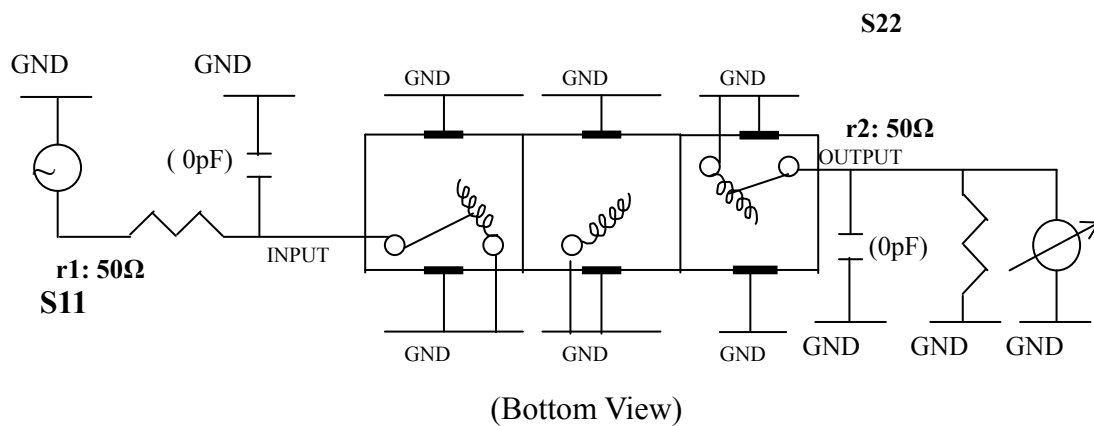 S22
GND
GND
GND
GND
GND
r2: 50Ω
( 0pF)
OUTPUT
INPUT
(0pF)
r1: 50Ω
S11
GND
GND
GND
GND
GND
GND
(Bottom View)